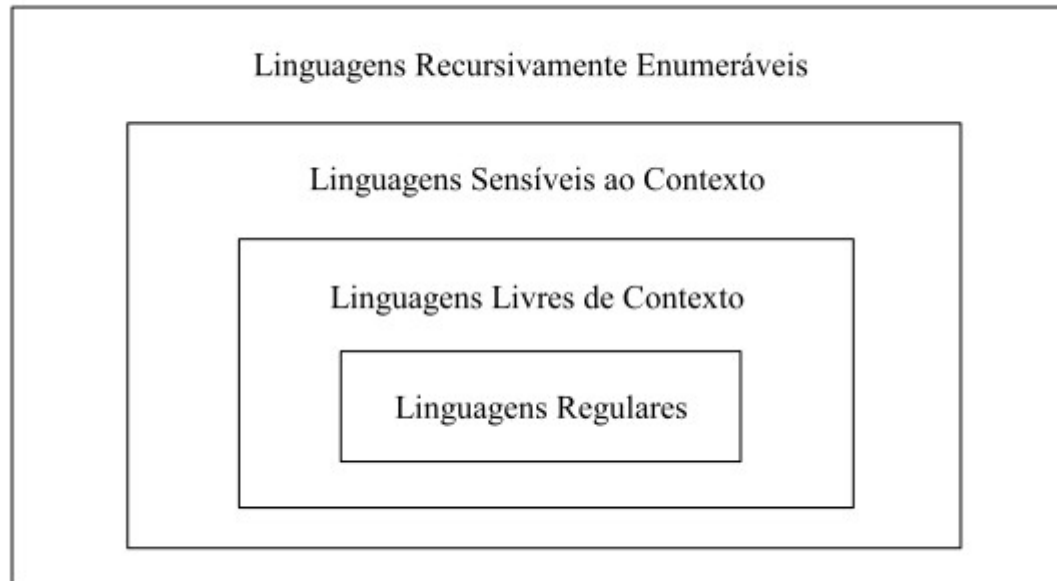 Linguagens Recursivamente Enumeráveis
Linguagens Sensíveis ao Contexto
Linguagens Livres de Contexto
Linguagens Regulares